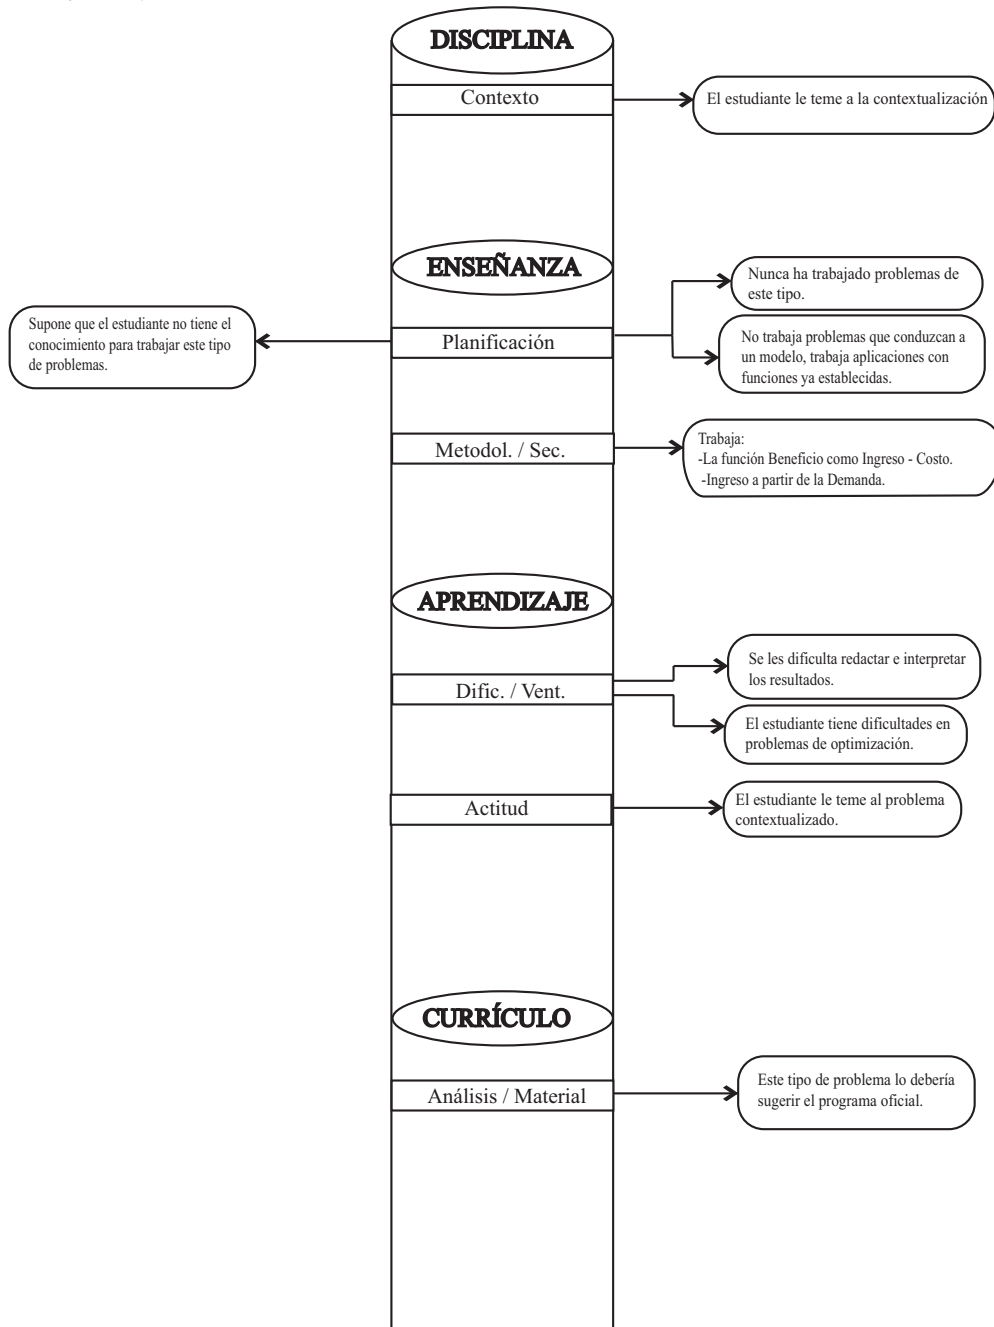 DISCIPLINA
Contexto
El estudiante le teme a la contextualización
ENSEÑANZA
Nunca ha trabajado problemas de
este tipo.
Supone que el estudiante no tiene el
conocimiento para trabajar este tipo
de problemas.
Planificación
No trabaja problemas que conduzcan a
un modelo, trabaja aplicaciones con
funciones ya establecidas.
Metodol. / Sec.
Trabaja:
-La función Beneficio como Ingreso - Costo.
-Ingreso a partir de la Demanda.
APRENDIZAJE
Dific. / Vent.
Se les dificulta redactar e interpretar
los resultados.
El estudiante tiene dificultades en
problemas de optimización.
Actitud
El estudiante le teme al problema
contextualizado.
CURRÍCULO
Análisis / Material
Este tipo de problema lo debería
sugerir el programa oficial.